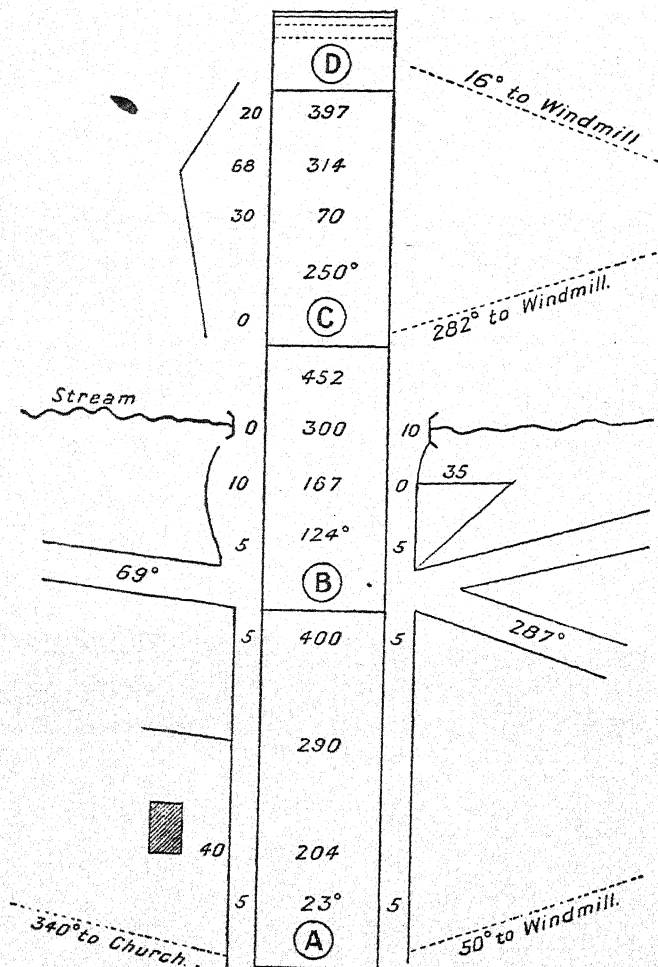 D
16° to Windmill
20 397
68 314
30 70
250°
0 C
282° to Windmill.
452
Stream
0 300 10
10 167 0 35
5 124° 5
69° B
287°
5 400 5
290
40 204
5 23° 5
340° to Church.. A 50° to Windmill.